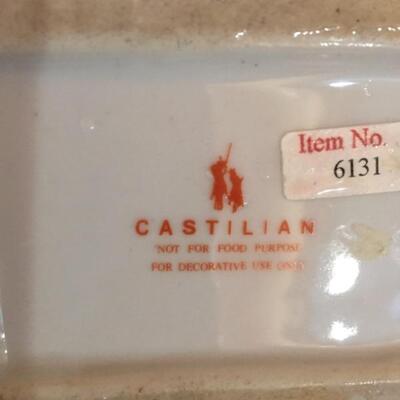 Item No.
6131
CASTILIAN
NOT FOR FOOD PURPOSE
FOR DECORATIVE USE ONLY